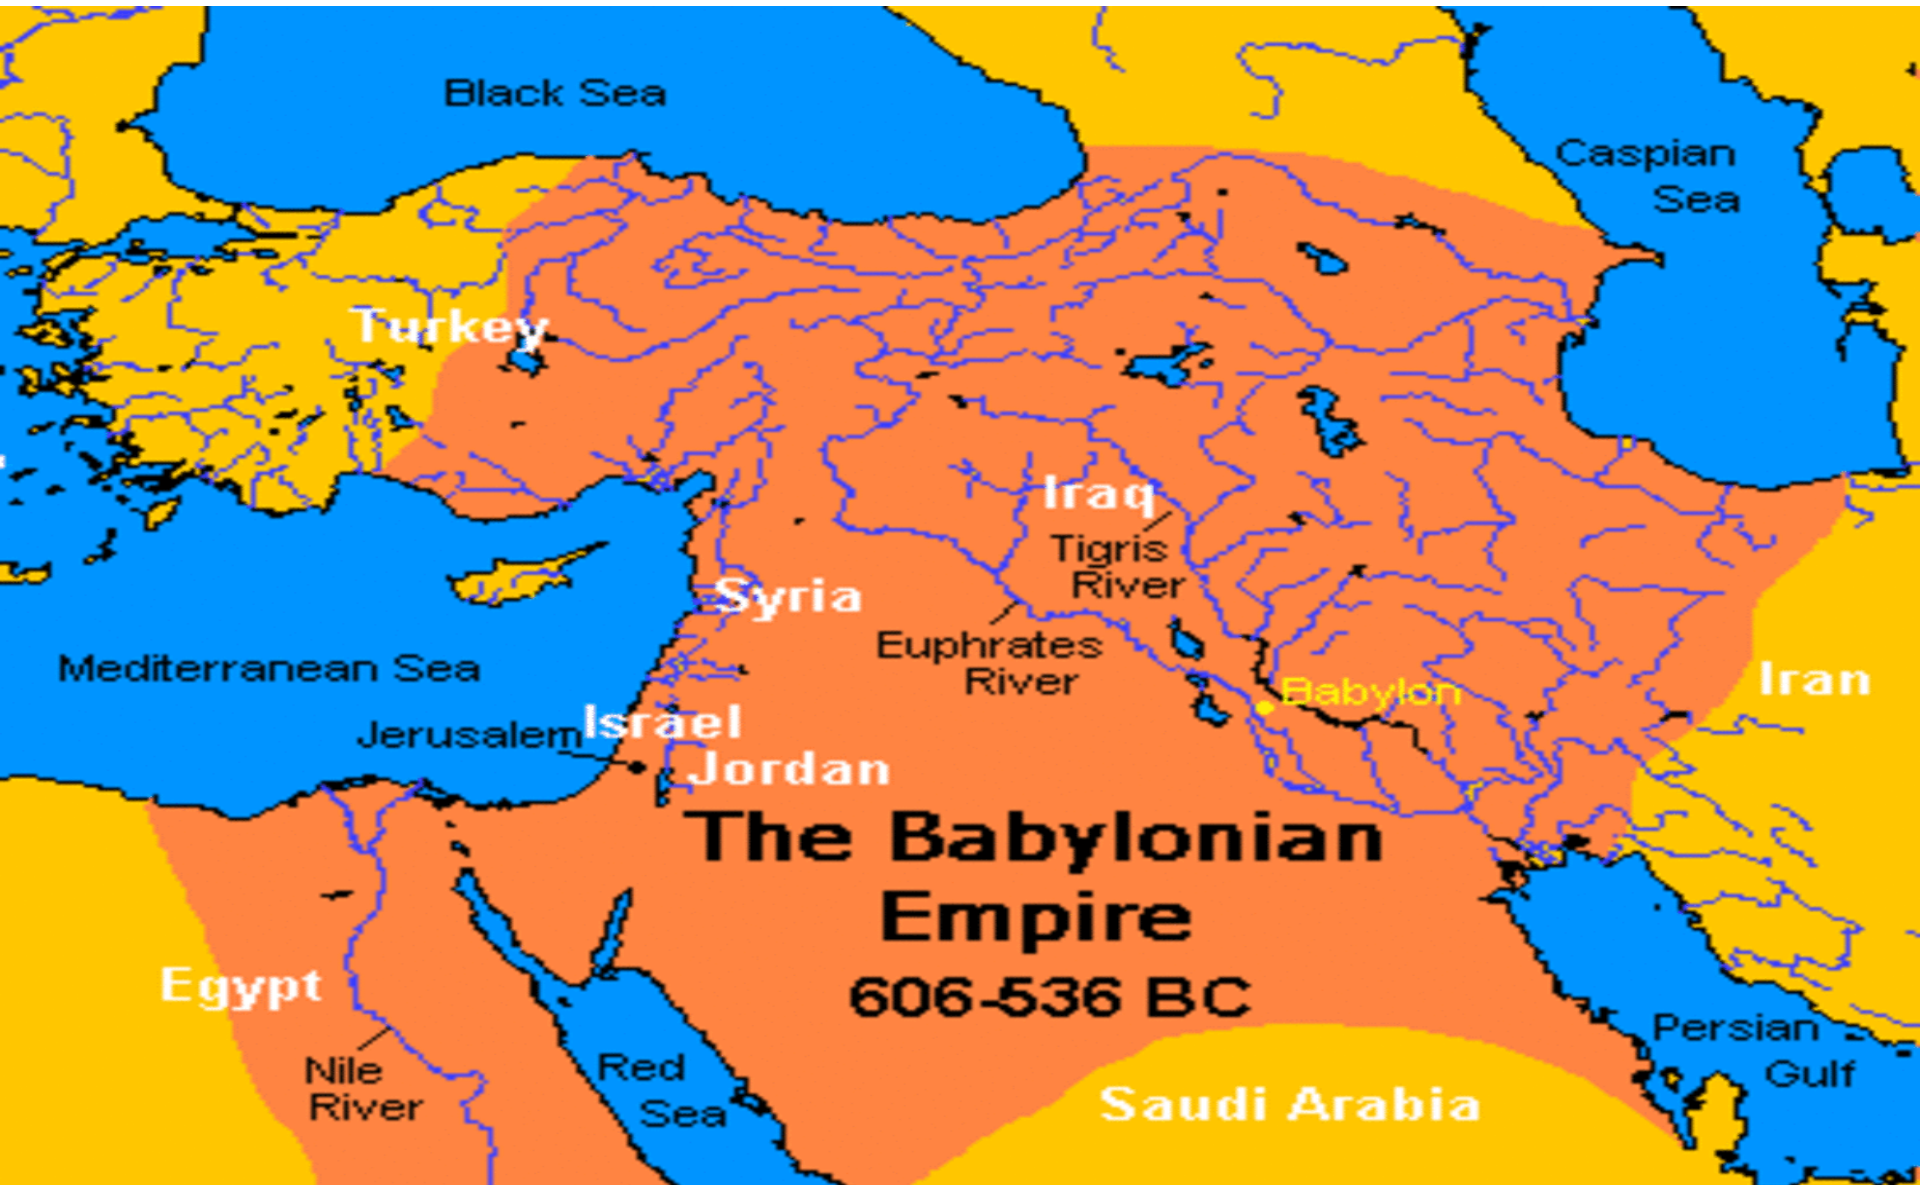 Black Sea
Caspian
Sea
Turkey
Iraq
Tigris
River
Syria
Euphrates
River
Mediterranean Sea
Babylon
Iran
Israel
Jerusalem
Jordan
The Babylonian
Empire
606-536 BC
Egypt
Nile
River
Red
Sea
Persian
Gulf
Saudi Arabia